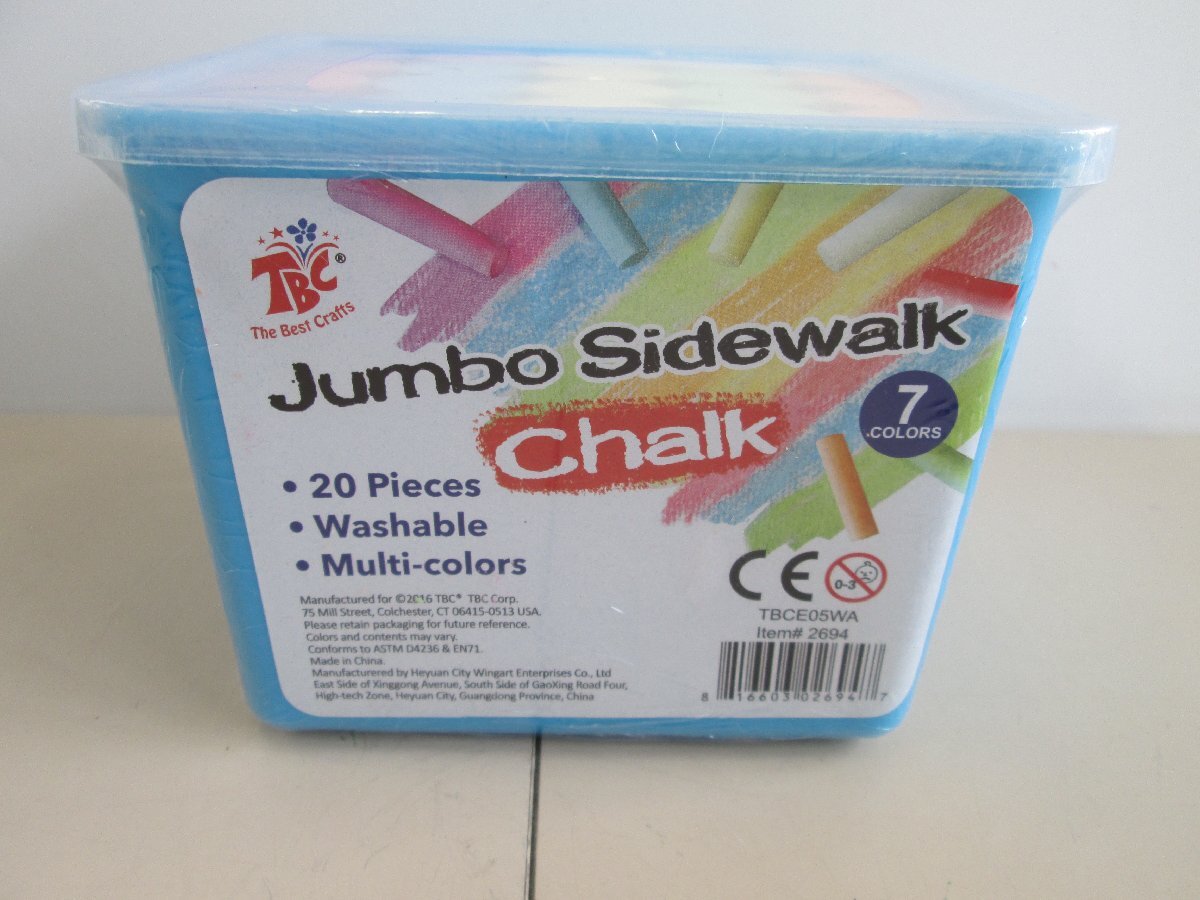 TBC®
The Best Crafts
Jumbo Sidewalk
Chalk
7
COLORS
• 20 Pieces
• Washable
• Multi-colors
Manufactured for ©2016 TBC® TBC Corp.
75 Mill Street, Colchester, CT 06415-0513 USA.
Please retain packaging for future reference.
Colors and contents may vary.
Conforms to ASTM D4236 & EN71.
Made in China.
Manufacturerered by Heyuan City Wingart Enterprises Co., Ltd
East Side of Xinggong Avenue, South Side of GaoXing Road Four,
High-tech Zone, Heyuan City, Guangdong Province, China
CE
0-3
TBCE05WA
Item# 2694
8 16603 02694 7